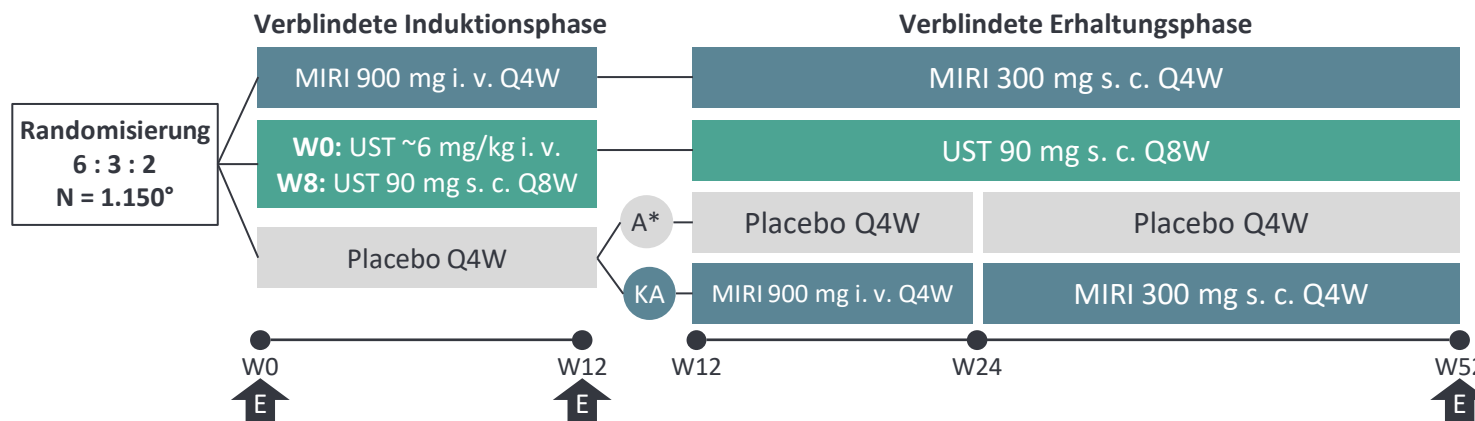 Verblindete Induktionsphase
Verblindete Erhaltungsphase
MIRI 900 mg i. v. Q4W
MIRI 300 mg s. c. Q4W
Randomisierung
6 : 3 : 2
N = 1.150°
W0: UST ~6 mg/kg i. v.
W8: UST 90 mg s. c. Q8W
UST 90 mg s. c. Q8W
Placebo Q4W
A*
Placebo Q4W
Placebo Q4W
KA
MIRI 900 mg i. v. Q4W
MIRI 300 mg s. c. Q4W
W0
W12
W12
W24
W52
E
E
E